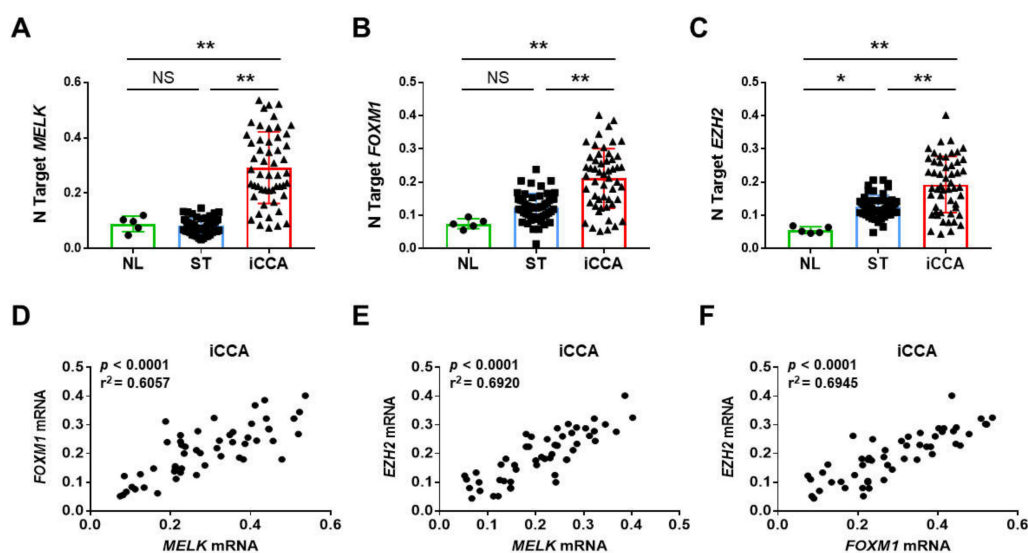 A
B
C
**
NS
**
N Target MELK
0.6
0.4
0.2
0.0
NL
ST
iCCA
**
NS
**
N Target FOXM1
0.5
0.4
0.3
0.2
0.1
0.0
NL
ST
iCCA
**
*
**
N Target EZH2
0.5
0.4
0.3
0.2
0.1
0.0
NL
ST
iCCA
D
E
F
iCCA
p < 0.0001
r² = 0.6057
FOXM1 mRNA
0.5
0.4
0.3
0.2
0.1
0.0
0.0 0.2 0.4 0.6
MELK mRNA
iCCA
p < 0.0001
r² = 0.6920
EZH2 mRNA
0.5
0.4
0.3
0.2
0.1
0.0
0.0 0.1 0.2 0.3 0.4 0.5
MELK mRNA
iCCA
p < 0.0001
r² = 0.6945
EZH2 mRNA
0.5
0.4
0.3
0.2
0.1
0.0
0.0 0.2 0.4 0.6
FOXM1 mRNA